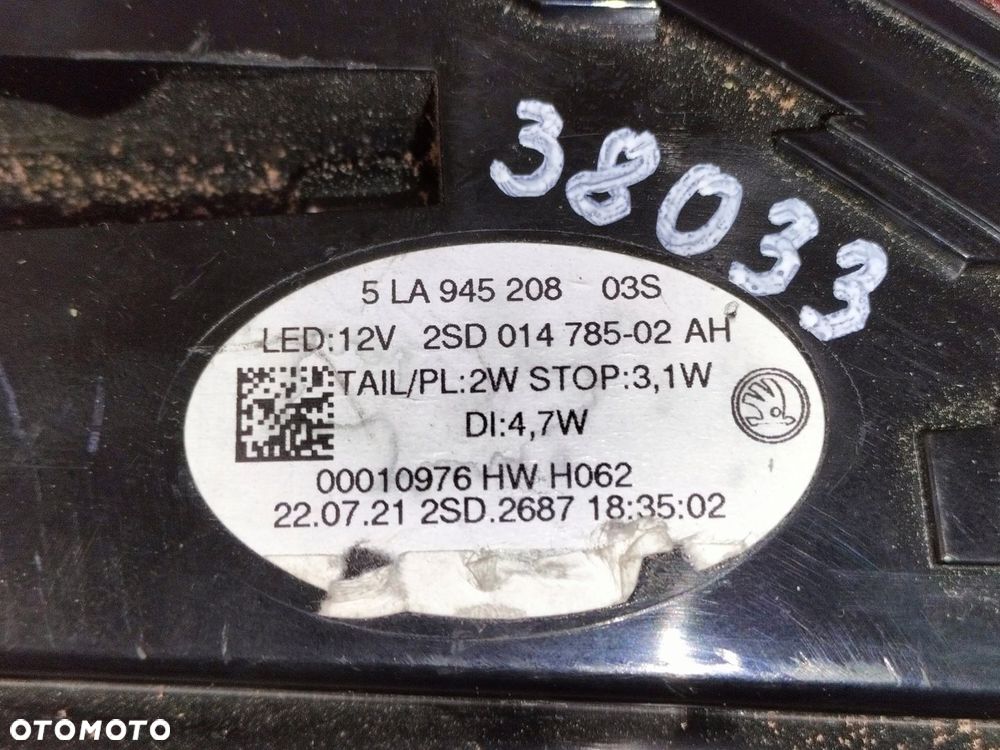 38033
5 LA 945 208 03S
LED:12V 2SD 014 785-02 AH
TAIL/PL:2W STOP:3,1W
DI:4,7W
00010976 HW H062
22.07.21 2SD.2687 18:35:02
OTOMOTO